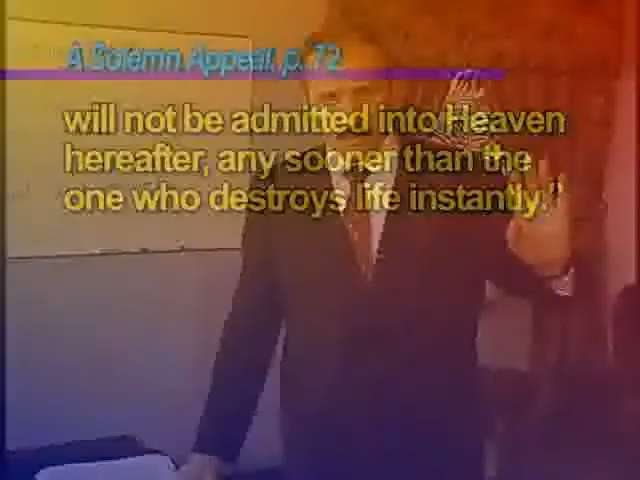 A Solemn Appeal, p. 72
will not be admitted into Heaven
hereafter, any sooner than the
one who destroys life instantly."